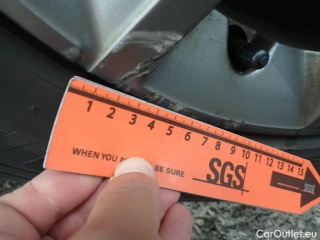 1 2 3 4 5 6 7 8 9 10 11 12 13 14 15
WHEN YOU N BE SURE SGS
SGS
CarOutlet.eu